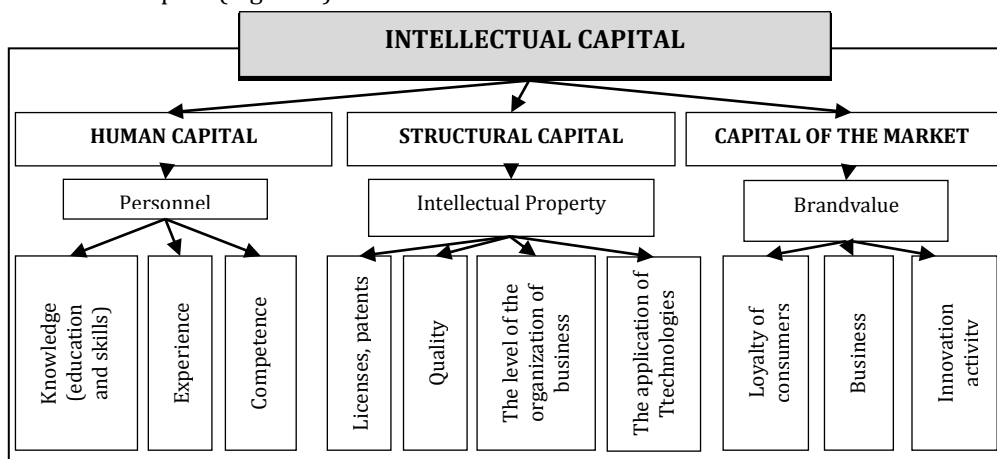 INTELLECTUAL CAPITAL
HUMAN CAPITAL
STRUCTURAL CAPITAL
CAPITAL OF THE MARKET
Personnel
Intellectual Property
Brandvalue
Knowledge
(education
and skills)
Experience
Competence
Licenses, patents
Quality
The level of the
organization of
business
The application of
Ttechnologies
Loyalty of
consumers
Business
Innovation
activity